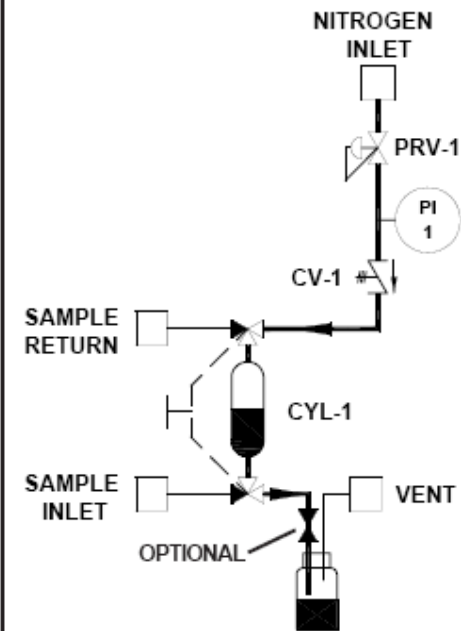 NITROGEN
INLET
PRV-1
PI
1
CV-1
SAMPLE
RETURN
CYL-1
SAMPLE
INLET
VENT
OPTIONAL